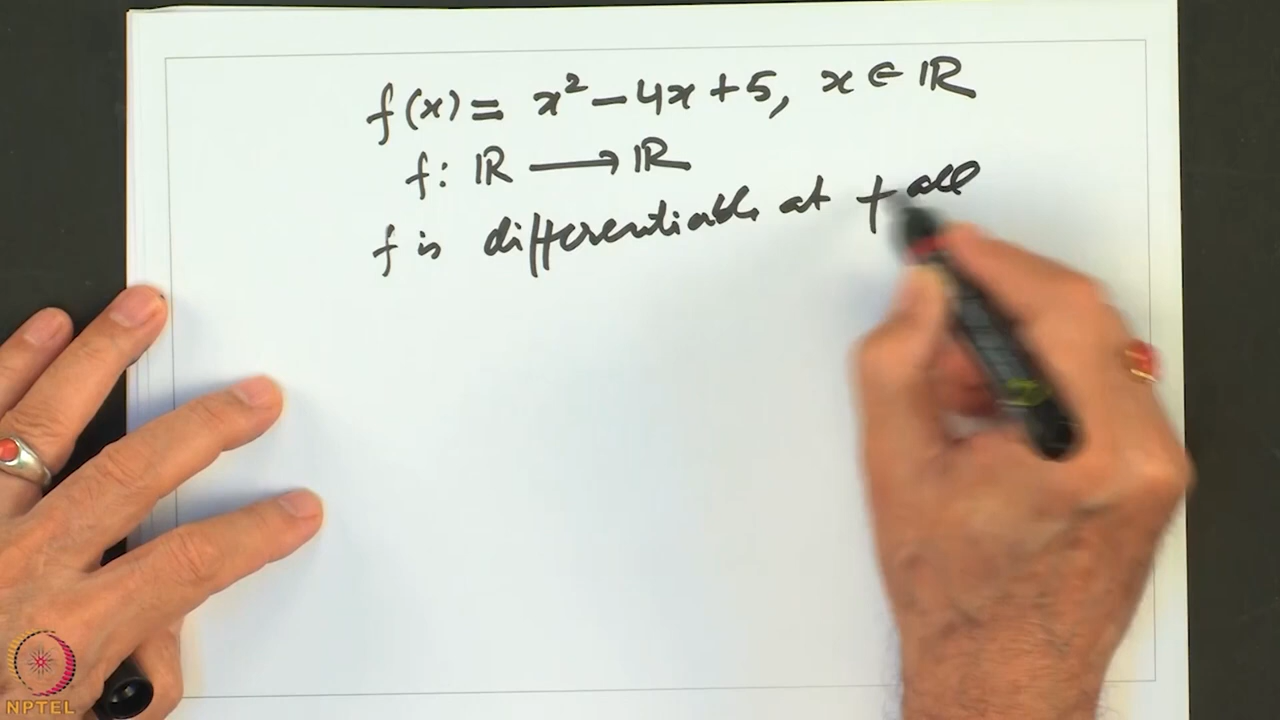 f(x) = x² - 4x + 5, x ∈ ℝ
f: ℝ ⟶ ℝ
f is differentiable at all
NPTEL